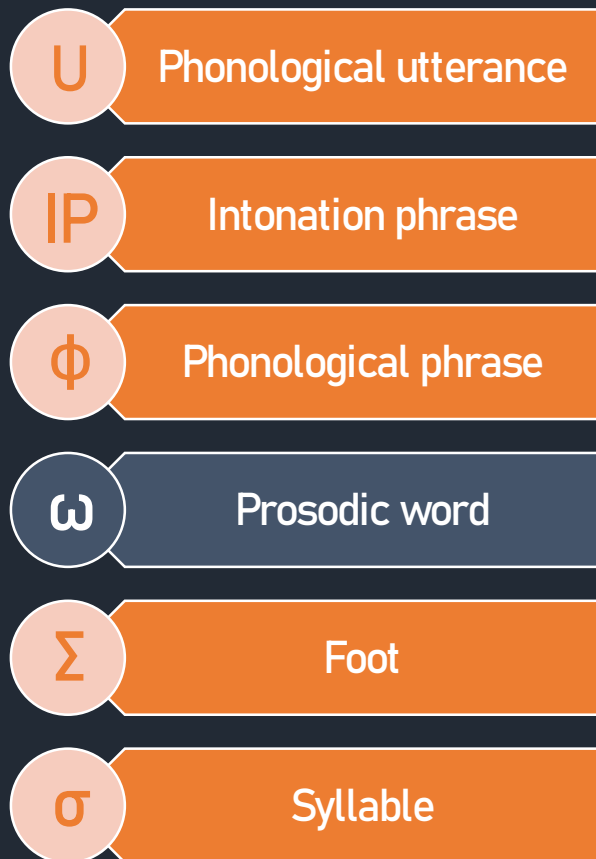 U Phonological utterance
IP Intonation phrase
ϕ Phonological phrase
ω Prosodic word
Σ Foot
σ Syllable